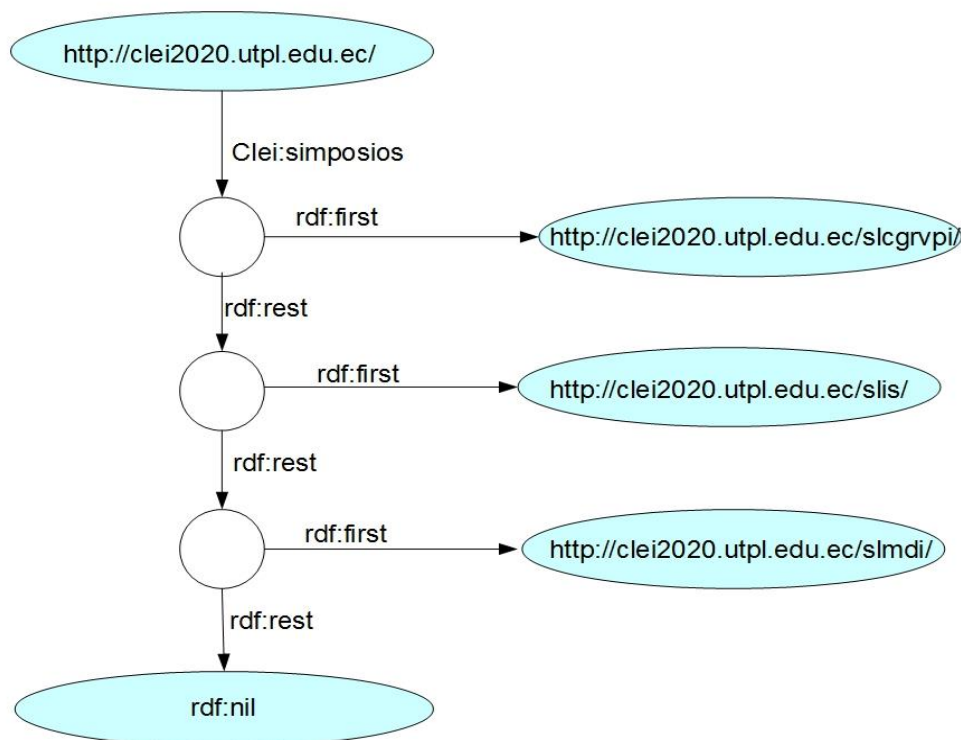 http://clei2020.utpl.edu.ec/
Clei:simposios
rdf:first
http://clei2020.utpl.edu.ec/slcgrvpi/
rdf:rest
rdf:first
http://clei2020.utpl.edu.ec/slis/
rdf:rest
rdf:first
http://clei2020.utpl.edu.ec/slmdi/
rdf:rest
rdf:nil